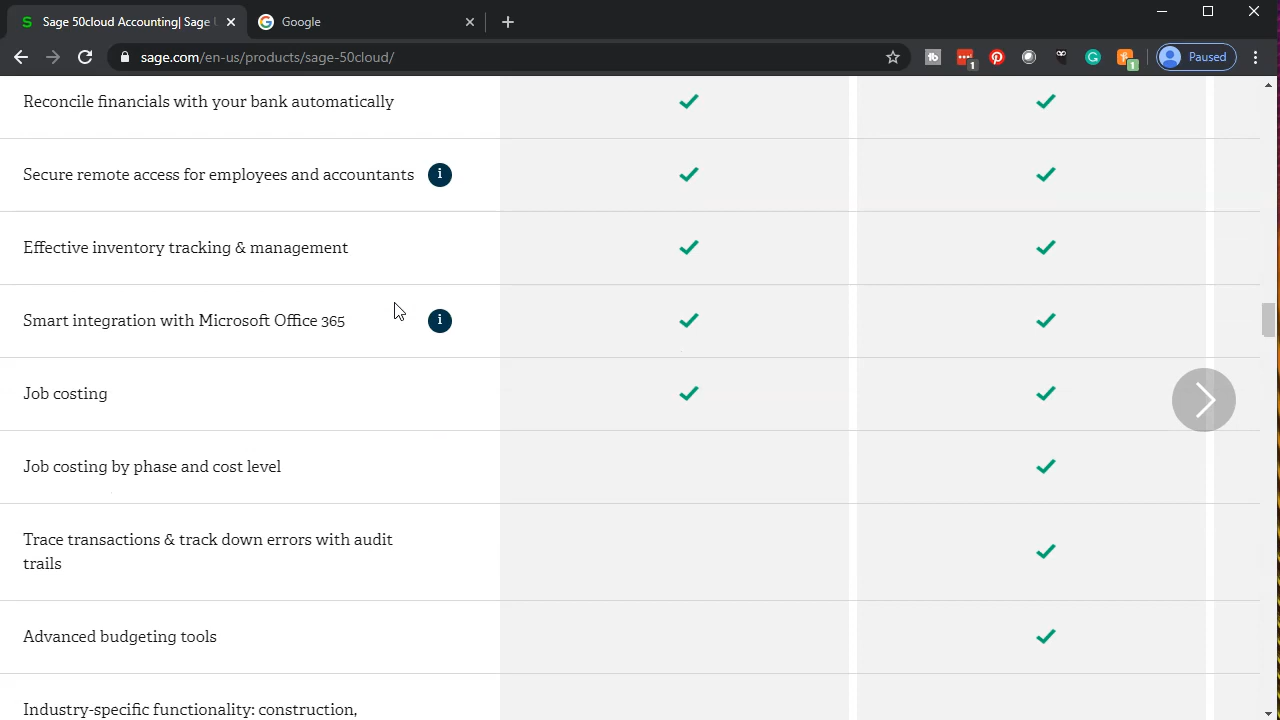 Sage 50cloud Accounting| Sage
Google
sage.com/en-us/products/sage-50cloud/
1
1
Paused
Reconcile financials with your bank automatically
Secure remote access for employees and accountants
i
Effective inventory tracking & management
Smart integration with Microsoft Office 365
i
Job costing
Job costing by phase and cost level
Trace transactions & track down errors with audit
trails
Advanced budgeting tools
Industry-specific functionality: construction,